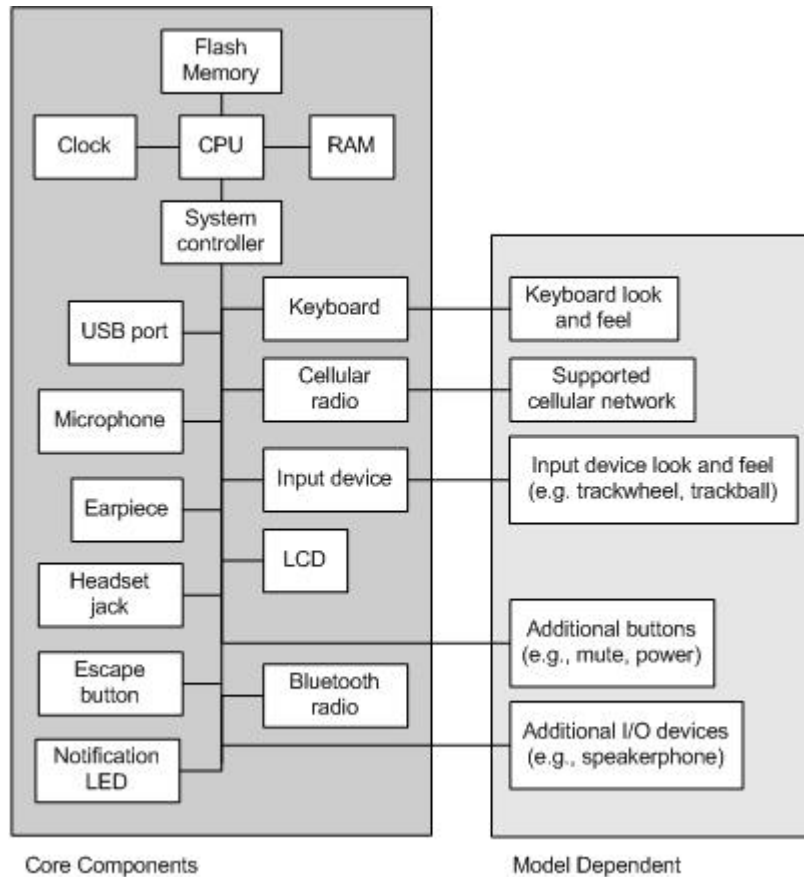 Flash
Memory
Clock
CPU
RAM
System
controller
Keyboard
Keyboard look
and feel
USB port
Cellular
radio
Supported
cellular network
Microphone
Input device
Input device look and feel
(e.g. trackwheel, trackball)
Earpiece
LCD
Headset
jack
Additional buttons
(e.g., mute, power)
Escape
button
Bluetooth
radio
Additional I/O devices
(e.g., speakerphone)
Notification
LED
Core Components
Model Dependent